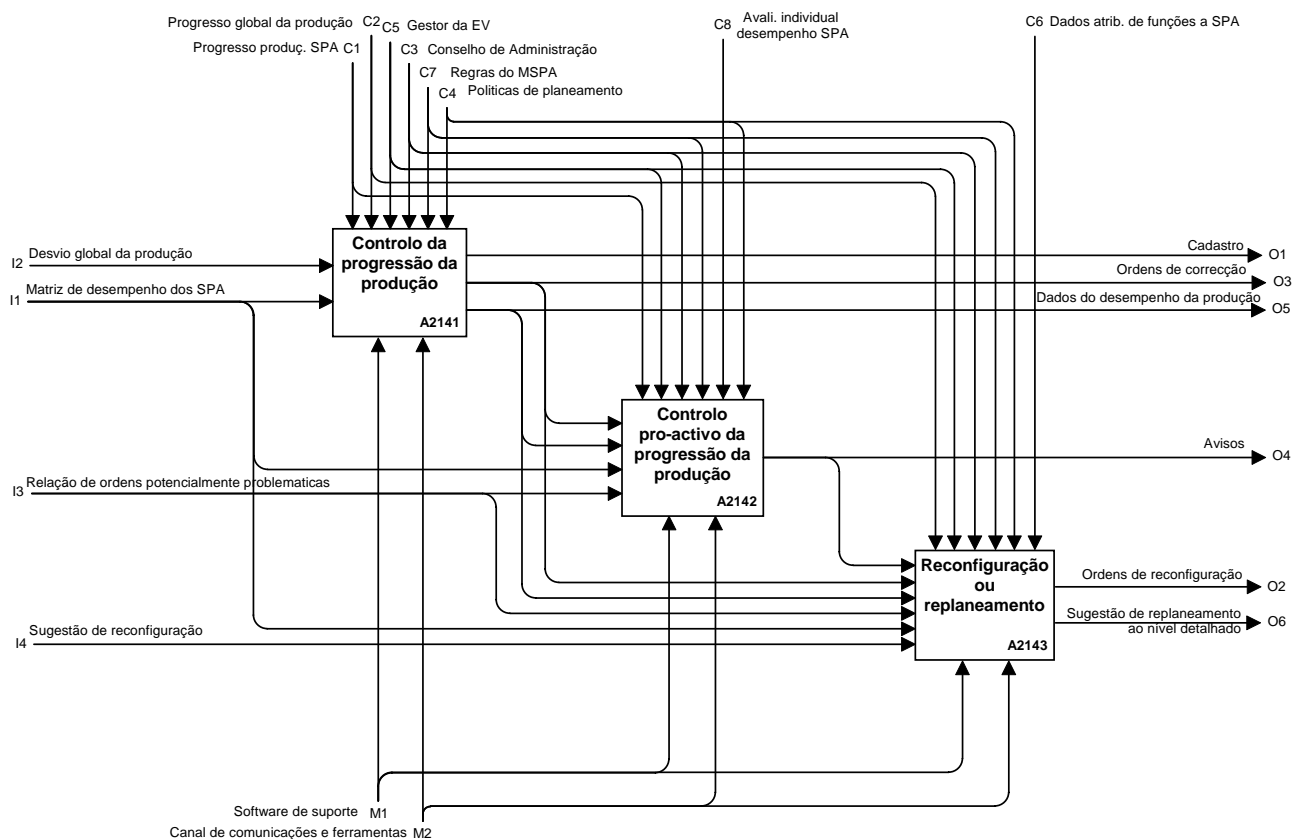 Progresso global da produção C2
C5 Gestor da EV
Progresso produç. SPA C1
C3 Conselho de Administração
C7 Regras do MSPA
C4 Politicas de planeamento
C8 Avali. individual
desempenho SPA
C6 Dados atrib. de funções a SPA
I2 Desvio global da produção
I1 Matriz de desempenho dos SPA
Controlo da
progressão da
produção
A2141
Cadastro O1
Ordens de correcção O3
Dados do desempenho da produção O5
Controlo
pro-activo da
progressão da
produção
A2142
Avisos O4
I3 Relação de ordens potencialmente problematicas
Reconfiguração
ou
replaneamento
A2143
Ordens de reconfiguração O2
Sugestão de replaneamento
ao nível detalhado O6
I4 Sugestão de reconfiguração
Software de suporte M1
Canal de comunicações e ferramentas M2